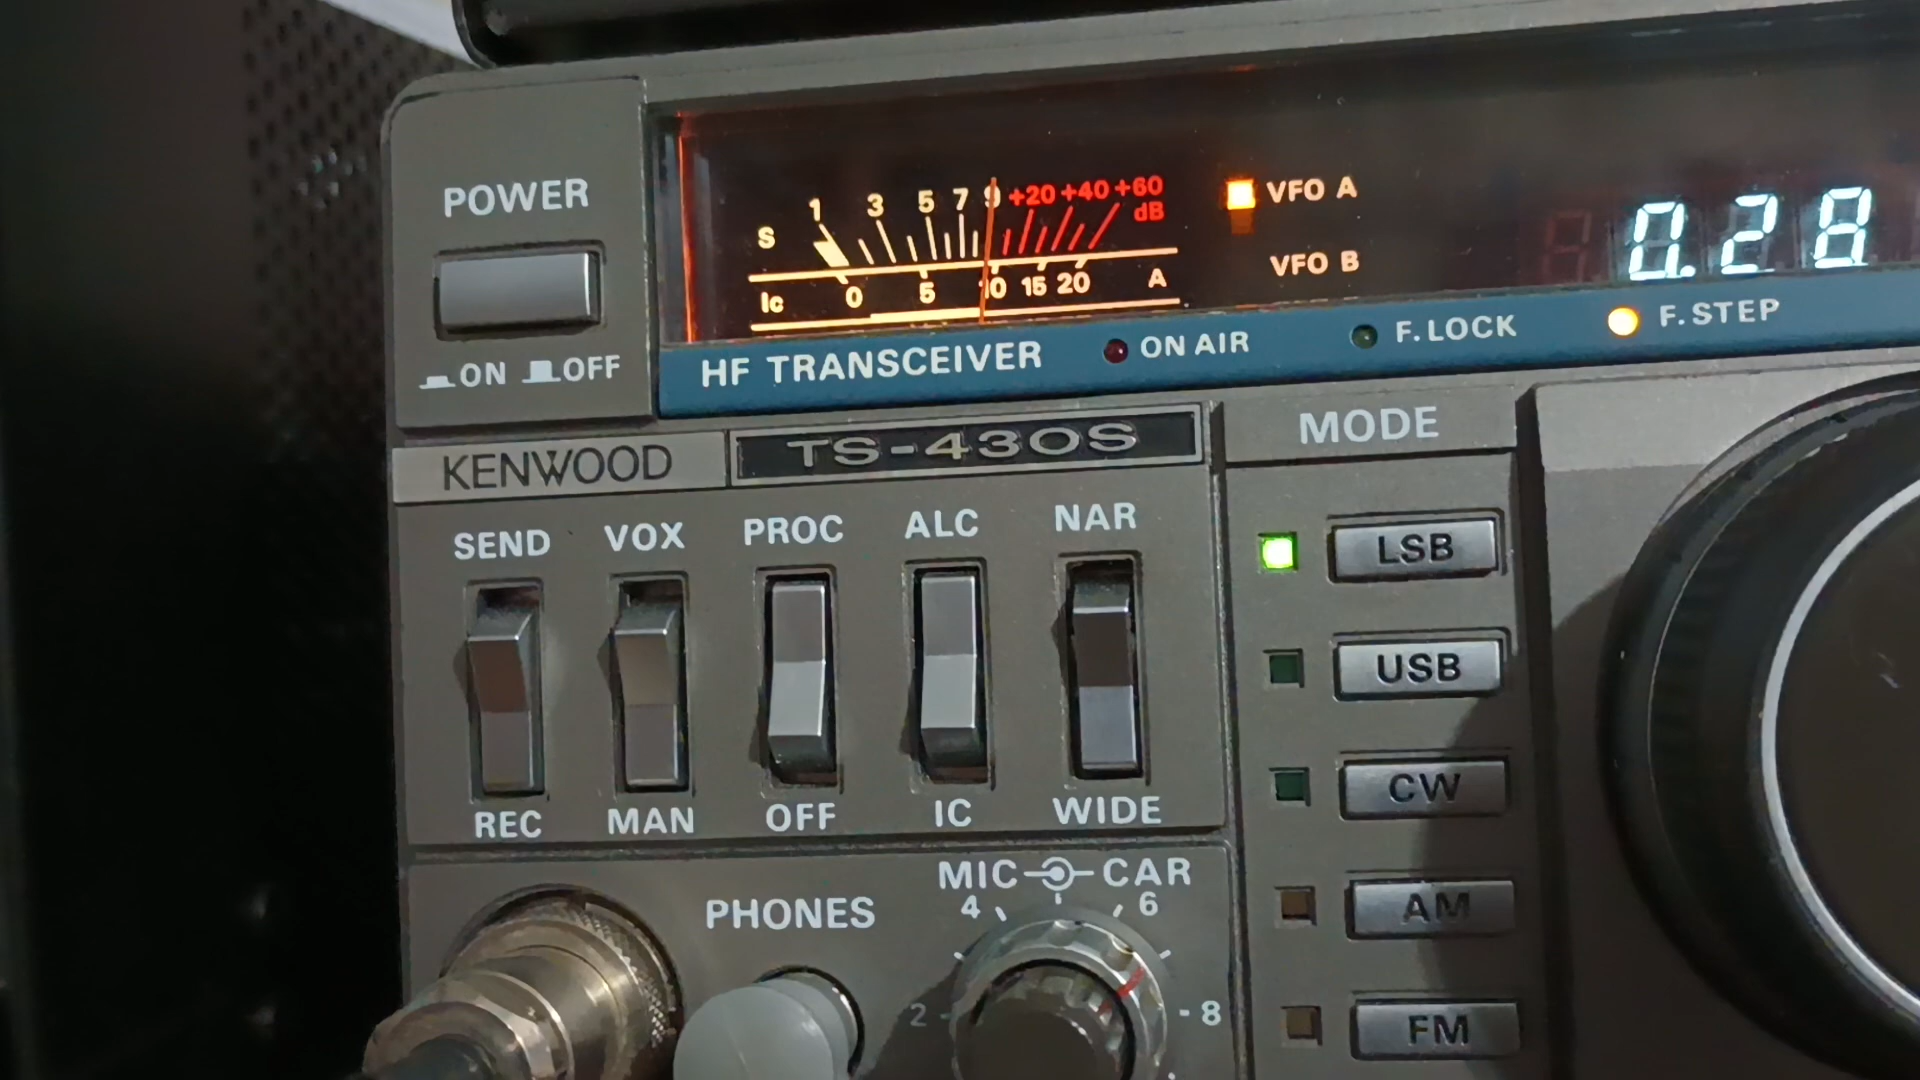 POWER
ON OFF
S 1 3 5 7 9 +20 +40 +60 dB
Ic 0 5 10 15 20 A
VFO A
VFO B
0.28
HF TRANSCEIVER ON AIR F.LOCK F.STEP
KENWOOD TS-430S
MODE
SEND VOX PROC ALC NAR
REC MAN OFF IC WIDE
LSB
USB
CW
AM
FM
PHONES
MIC CAR
4 6
2 8